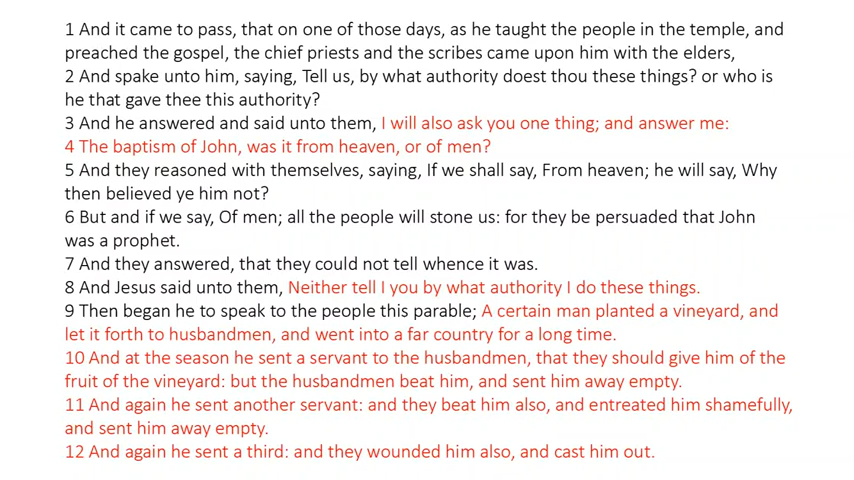 1 And it came to pass, that on one of those days, as he taught the people in the temple, and
preached the gospel, the chief priests and the scribes came upon him with the elders,
2 And spake unto him, saying, Tell us, by what authority doest thou these things? or who is
he that gave thee this authority?
3 And he answered and said unto them, I will also ask you one thing; and answer me:
4 The baptism of John, was it from heaven, or of men?
5 And they reasoned with themselves, saying, If we shall say, From heaven; he will say, Why
then believed ye him not?
6 But and if we say, Of men; all the people will stone us: for they be persuaded that John
was a prophet.
7 And they answered, that they could not tell whence it was.
8 And Jesus said unto them, Neither tell I you by what authority I do these things.
9 Then began he to speak to the people this parable; A certain man planted a vineyard, and
let it forth to husbandmen, and went into a far country for a long time.
10 And at the season he sent a servant to the husbandmen, that they should give him of the
fruit of the vineyard: but the husbandmen beat him, and sent him away empty.
11 And again he sent another servant: and they beat him also, and entreated him shamefully,
and sent him away empty.
12 And again he sent a third: and they wounded him also, and cast him out.